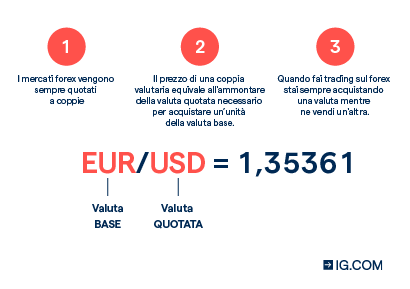 1
I mercati forex vengono
sempre quotati
a coppie
2
Il prezzo di una coppia
valutaria equivale all'ammontare
della valuta quotata necessario
per acquistare un'unità
della valuta base.
3
Quando fai trading sul forex
stai sempre acquistando
una valuta mentre
ne vendi un'altra.
EUR/USD = 1,35361
Valuta
BASE
Valuta
QUOTATA
IG.COM